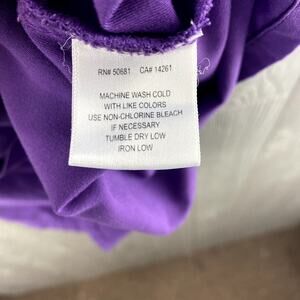 RN# 50681 CA# 14261
MACHINE WASH COLD
WITH LIKE COLORS
USE NON-CHLORINE BLEACH
IF NECESSARY
TUMBLE DRY LOW
IRON LOW